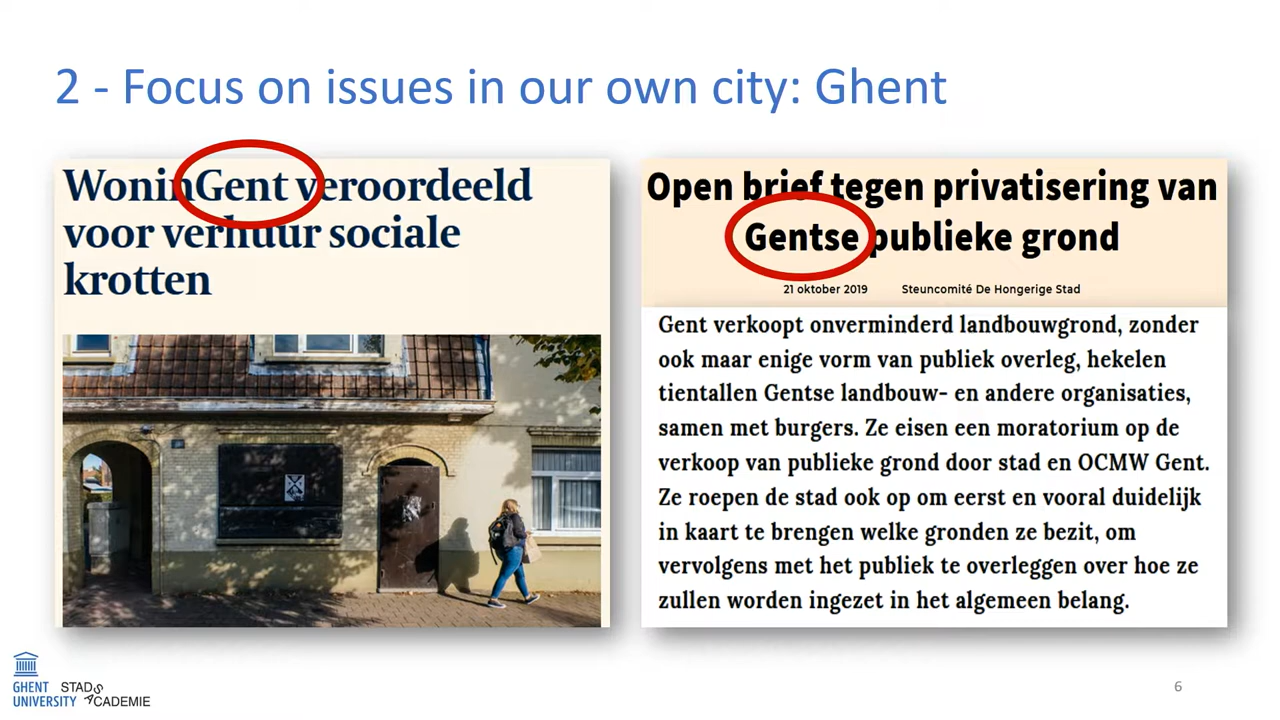 2 - Focus on issues in our own city: Ghent
WoninGent veroordeeld
voor verhuur sociale
krotten
Open brief tegen privatisering van
Gentse publieke grond
21 oktober 2019 Steuncomité De Hongerige Stad
Gent verkoopt onverminderd landbouwgrond, zonder
ook maar enige vorm van publiek overleg, hekelen
tientallen Gentse landbouw- en andere organisaties,
samen met burgers. Ze eisen een moratorium op de
verkoop van publieke grond door stad en OCMW Gent.
Ze roepen de stad ook op om eerst en vooral duidelijk
in kaart te brengen welke gronden ze bezit, om
vervolgens met het publiek te overleggen over hoe ze
zullen worden ingezet in het algemeen belang.
GHENT
UNIVERSITY
STADS
ACADEMIE
6